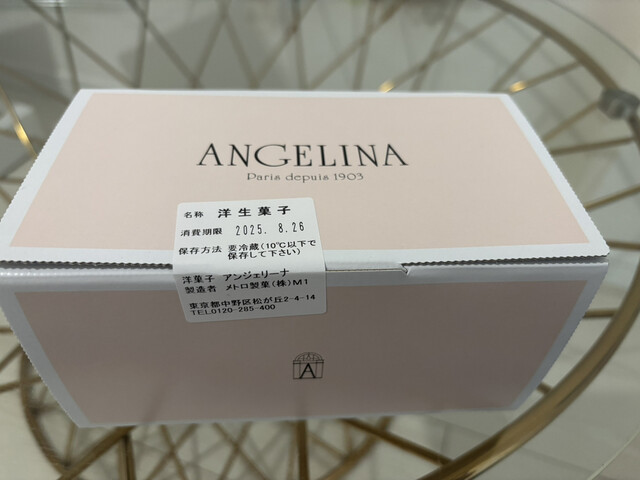 ANGELINA
Paris depuis 1903
名称 洋生菓子
消費期限 2025. 8.26
保存方法 要冷蔵(10℃以下で
保存して下さい)
洋菓子 アンジェリーナ
製造者 メトロ製菓(株)M1
東京都中野区松が丘2-4-14
TEL0120-285-400
A